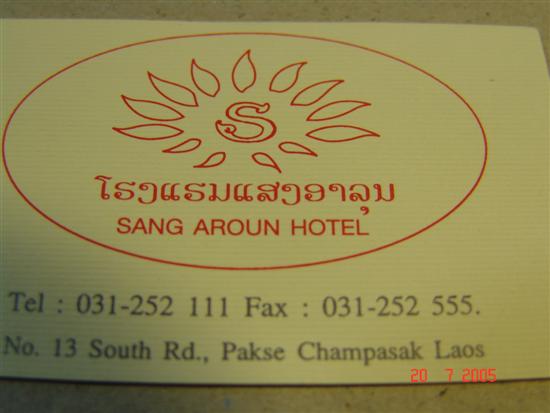 S
ໂຮງແຮມແສງອາລຸນ
SANG AROUN HOTEL
Tel : 031-252 111 Fax : 031-252 555.
No. 13 South Rd., Pakse Champasak Laos
20 7 2005